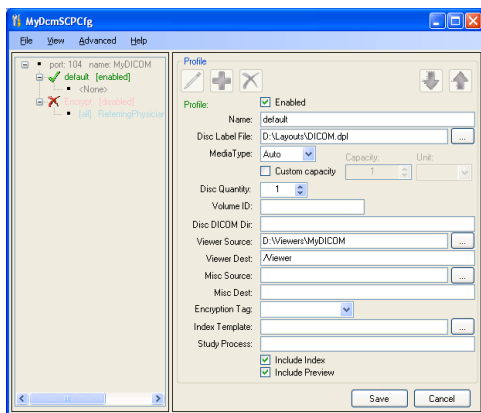 MyDcmSCPCfg
File View Advanced Help
port: 104 name: MyDICOM
default [enabled]
<None>
Encrypt [disabled]
[all] ReferringPhysician
Profile
Profile:
Enabled
Name: default
Disc Label File: D:\Layouts\DICOM.dpl ...
MediaType: Auto Capacity: Unit:
Custom capacity 1
Disc Quantity: 1
Volume ID:
Disc DICOM Dir:
Viewer Source: D:\Viewers\MyDICOM ...
Viewer Dest: /Viewer
Misc Source: ...
Misc Dest:
Encryption Tag:
Index Template: ...
Study Process:
Include Index
Include Preview
Save Cancel